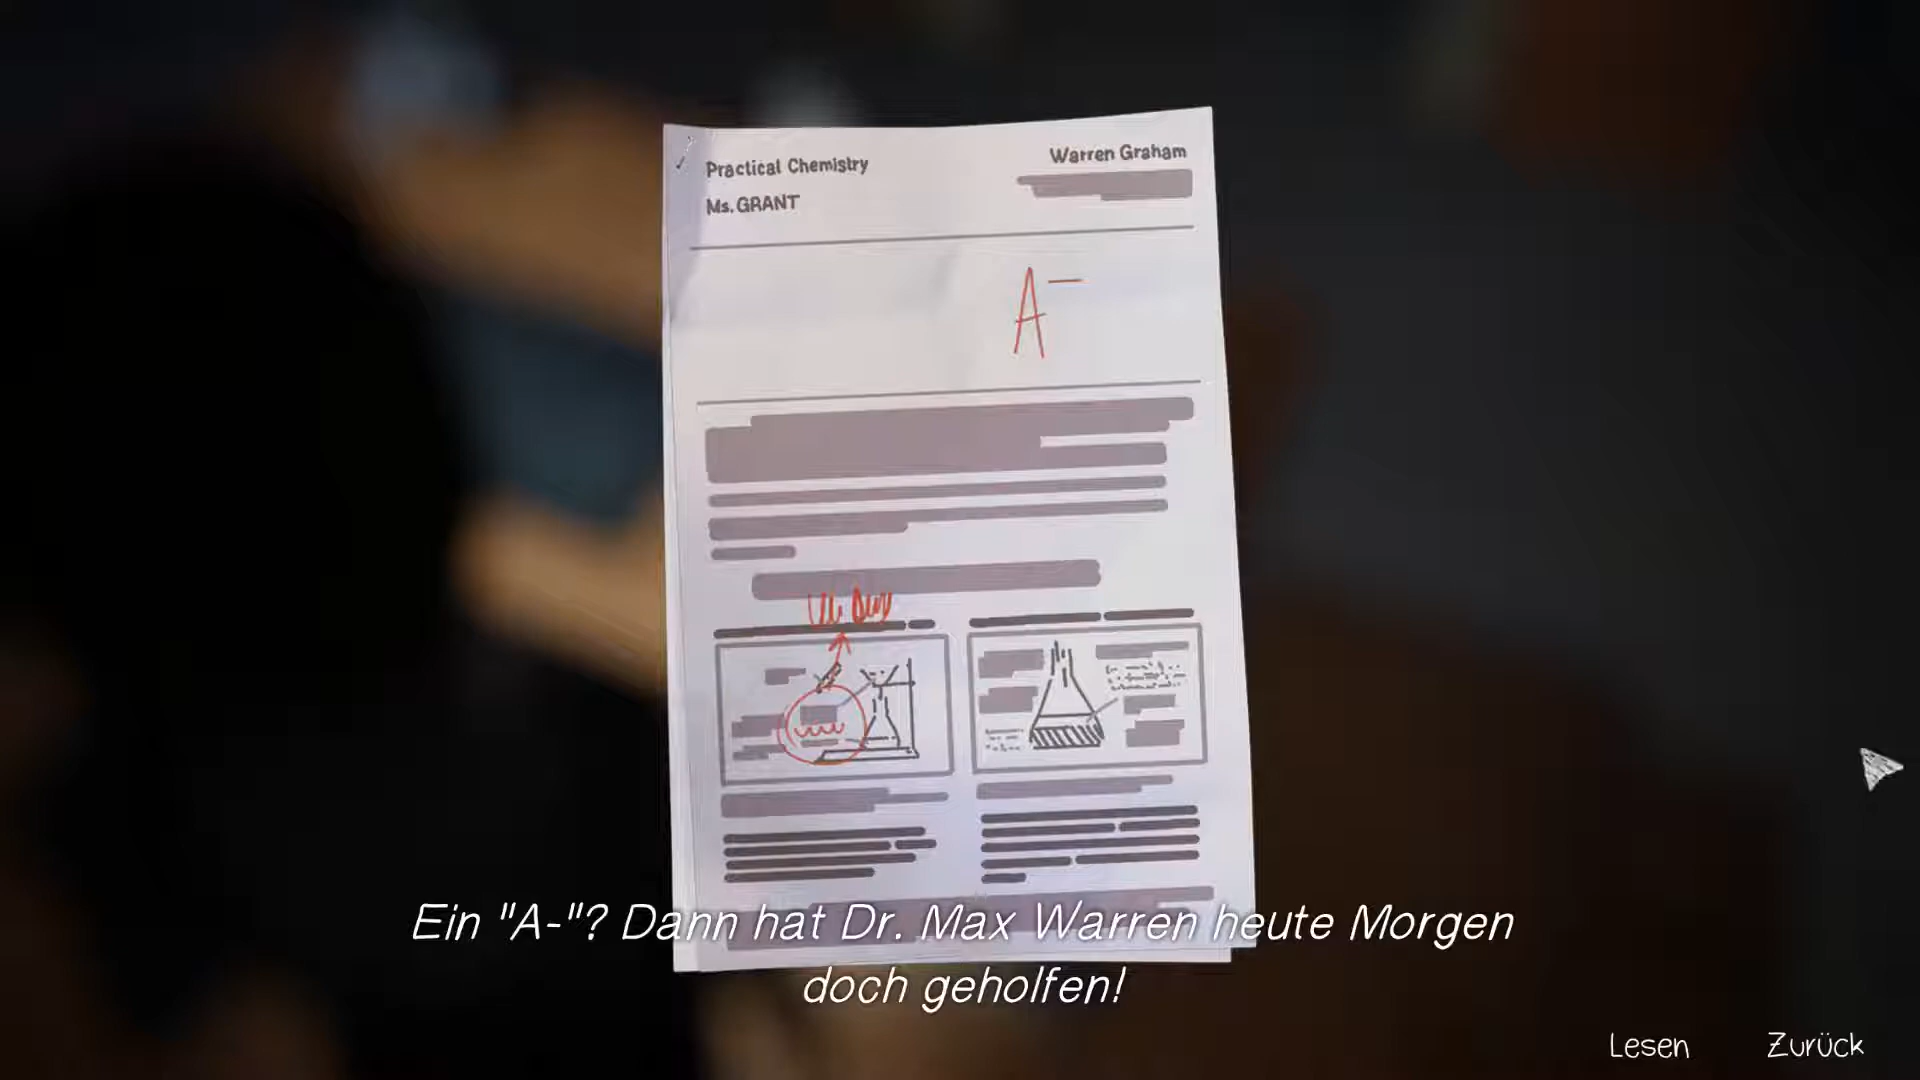 Practical Chemistry
Warren Graham
Ms. GRANT
A-
Ein "A-"? Dann hat Dr. Max Warren heute Morgen
doch geholfen!
Lesen
Zurück